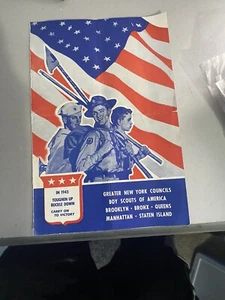 IN 1943
TOUGHEN UP
BUCKLE DOWN
CARRY ON
TO VICTORY
GREATER NEW YORK COUNCILS
BOY SCOUTS OF AMERICA
BROOKLYN - BRONX - QUEENS
MANHATTAN - STATEN ISLAND